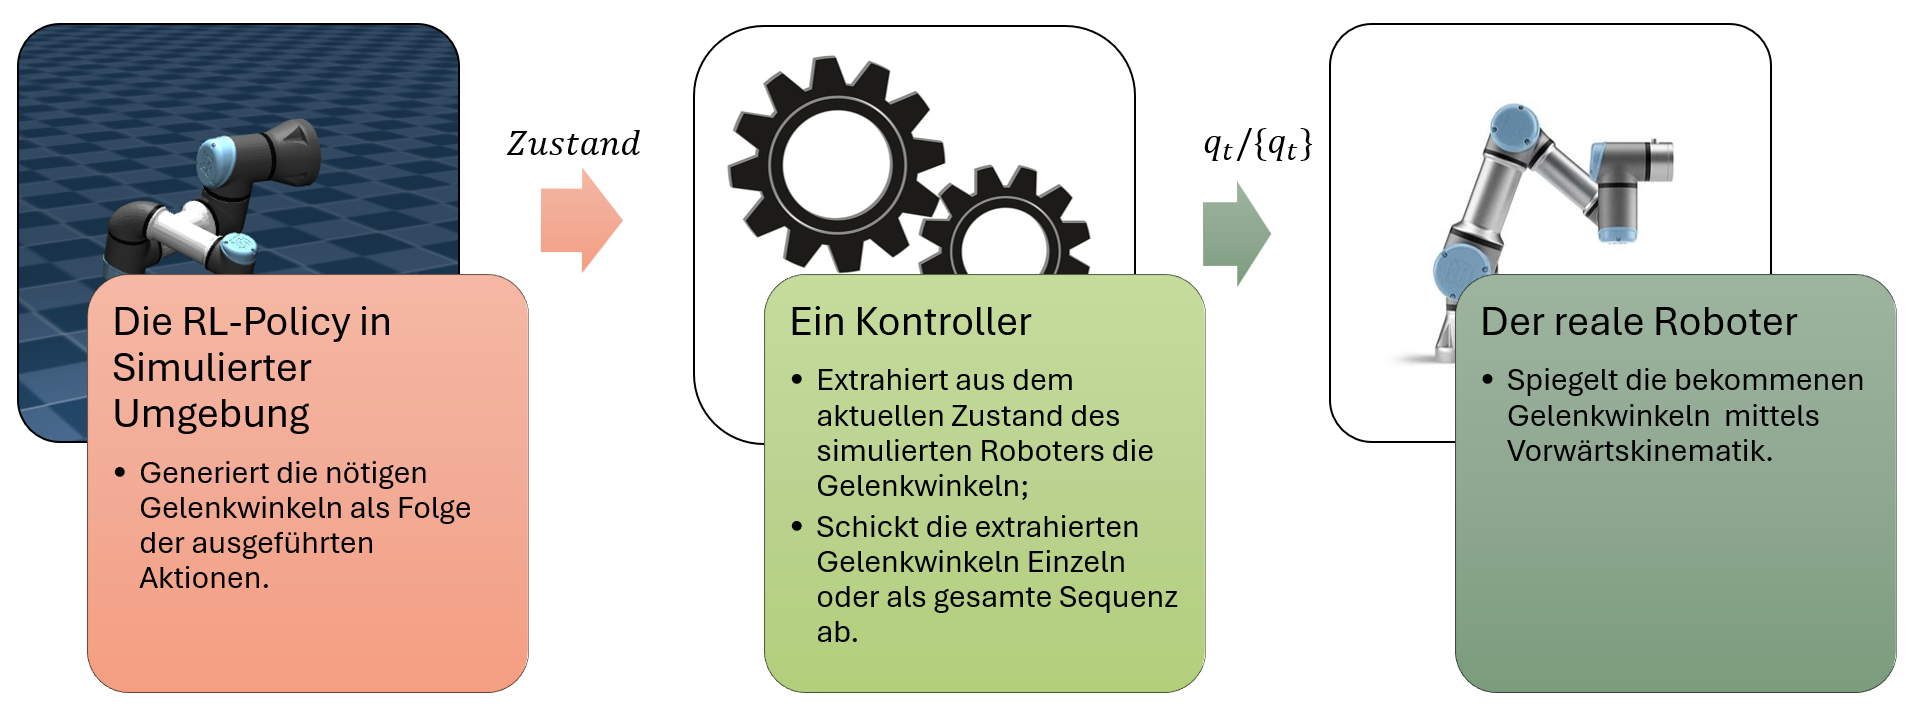 Zustand
q_t/{q_t}
Die RL-Policy in
Simulierter
Umgebung
• Generiert die nötigen
Gelenkwinkeln als Folge
der ausgeführten
Aktionen.
Ein Kontroller
• Extrahiert aus dem
aktuellen Zustand des
simulierten Roboters die
Gelenkwinkeln;
• Schickt die extrahierten
Gelenkwinkeln Einzeln
oder als gesamte Sequenz
ab.
Der reale Roboter
• Spiegelt die bekommenen
Gelenkwinkeln  mittels
Vorwärtskinematik.